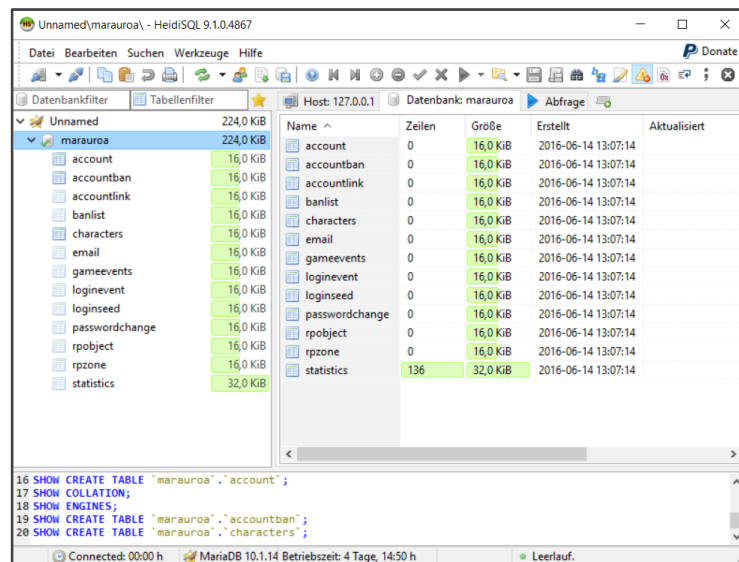 Unnamed\marauroa\ - HeidiSQL 9.1.0.4867
Datei Bearbeiten Suchen Werkzeuge Hilfe Donate
Datenbankfilter Tabellenfilter Host: 127.0.0.1 Datenbank: marauroa Abfrage
Unnamed 224,0 KiB
marauroa 224,0 KiB
account 16,0 KiB
accountban 16,0 KiB
accountlink 16,0 KiB
banlist 16,0 KiB
characters 16,0 KiB
email 16,0 KiB
gameevents 16,0 KiB
loginevent 16,0 KiB
loginseed 16,0 KiB
passwordchange 16,0 KiB
rpobject 16,0 KiB
rpzone 16,0 KiB
statistics 32,0 KiB
Name Zeilen Größe Erstellt Aktualisiert
account 0 16,0 KiB 2016-06-14 13:07:14
accountban 0 16,0 KiB 2016-06-14 13:07:14
accountlink 0 16,0 KiB 2016-06-14 13:07:14
banlist 0 16,0 KiB 2016-06-14 13:07:14
characters 0 16,0 KiB 2016-06-14 13:07:14
email 0 16,0 KiB 2016-06-14 13:07:14
gameevents 0 16,0 KiB 2016-06-14 13:07:14
loginevent 0 16,0 KiB 2016-06-14 13:07:14
loginseed 0 16,0 KiB 2016-06-14 13:07:14
passwordchange 0 16,0 KiB 2016-06-14 13:07:14
rpobject 0 16,0 KiB 2016-06-14 13:07:14
rpzone 0 16,0 KiB 2016-06-14 13:07:14
statistics 136 32,0 KiB 2016-06-14 13:07:14
16 SHOW CREATE TABLE `marauroa`.`account`;
17 SHOW COLLATION;
18 SHOW ENGINES;
19 SHOW CREATE TABLE `marauroa`.`accountban`;
20 SHOW CREATE TABLE `marauroa`.`characters`;
Connected: 00:00 h MariaDB 10.1.14 Betriebszeit: 4 Tage, 14:50 h Leerlauf.